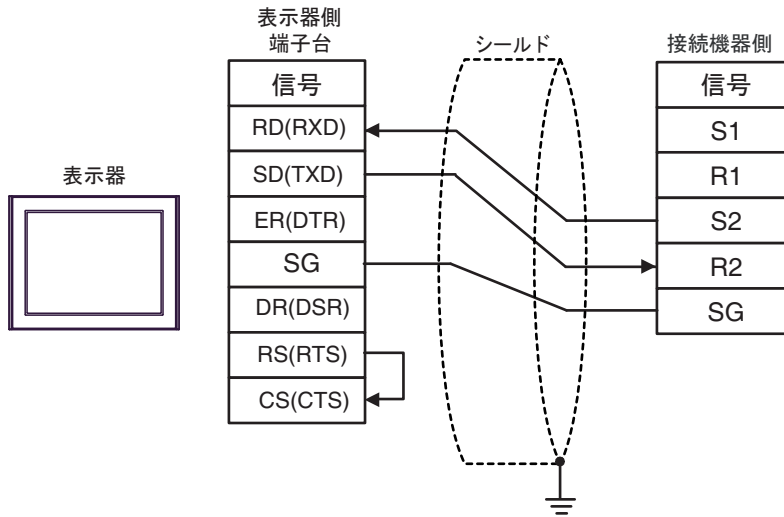 表示器
表示器側
端子台
信号
RD(RXD)
SD(TXD)
ER(DTR)
SG
DR(DSR)
RS(RTS)
CS(CTS)
シールド
接続機器側
信号
S1
R1
S2
R2
SG